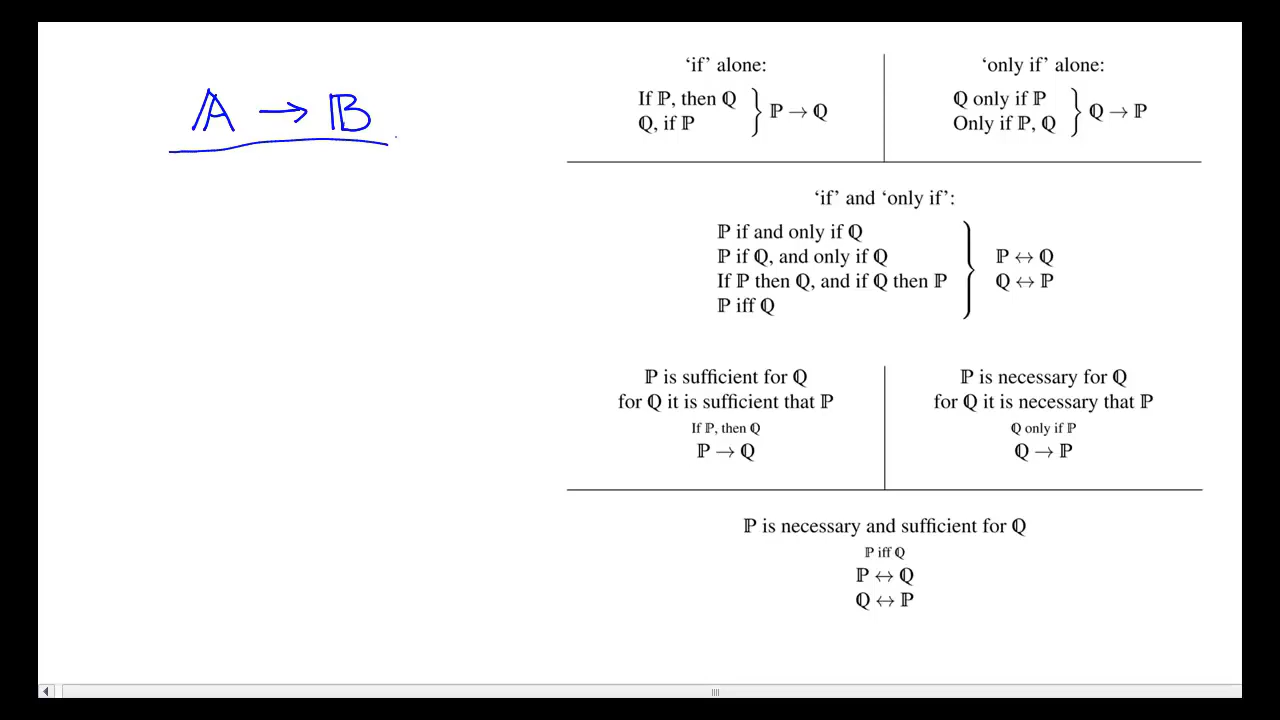 𝔸 → 𝔹
‘if’ alone:
If ℙ, then ℚ
ℚ, if ℙ
ℙ → ℚ
‘only if’ alone:
ℚ only if ℙ
Only if ℙ, ℚ
ℚ → ℙ
‘if’ and ‘only if’:
ℙ if and only if ℚ
ℙ if ℚ, and only if ℚ
If ℙ then ℚ, and if ℚ then ℙ
ℙ iff ℚ
ℙ ↔ ℚ
ℚ ↔ ℙ
ℙ is sufficient for ℚ
for ℚ it is sufficient that ℙ
If ℙ, then ℚ
ℙ → ℚ
ℙ is necessary for ℚ
for ℚ it is necessary that ℙ
ℚ only if ℙ
ℚ → ℙ
ℙ is necessary and sufficient for ℚ
ℙ iff ℚ
ℙ ↔ ℚ
ℚ ↔ ℙ